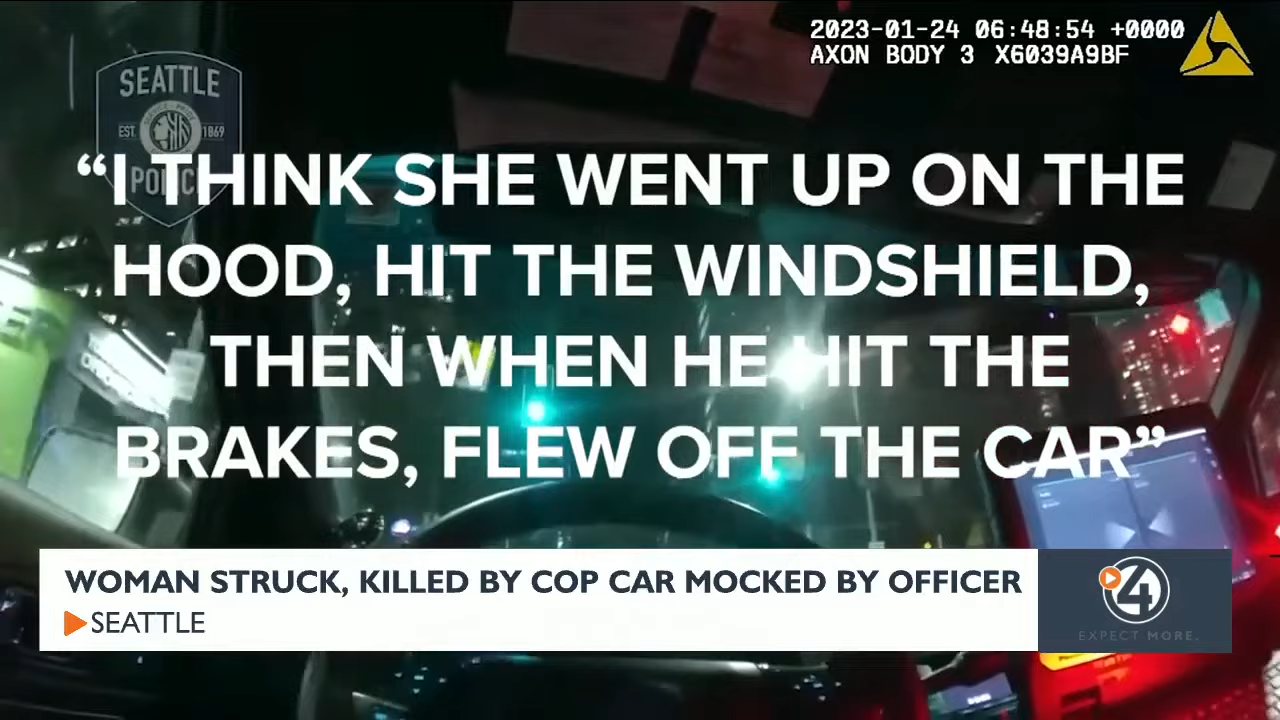 2023-01-24 06:48:54 +0000
AXON BODY 3 X6039A9BF
SEATTLE
EST. 1869
POLICE
“I THINK SHE WENT UP ON THE
HOOD, HIT THE WINDSHIELD,
THEN WHEN HE HIT THE
BRAKES, FLEW OFF THE CAR”
WOMAN STRUCK, KILLED BY COP CAR MOCKED BY OFFICER
SEATTLE
4
EXPECT MORE.